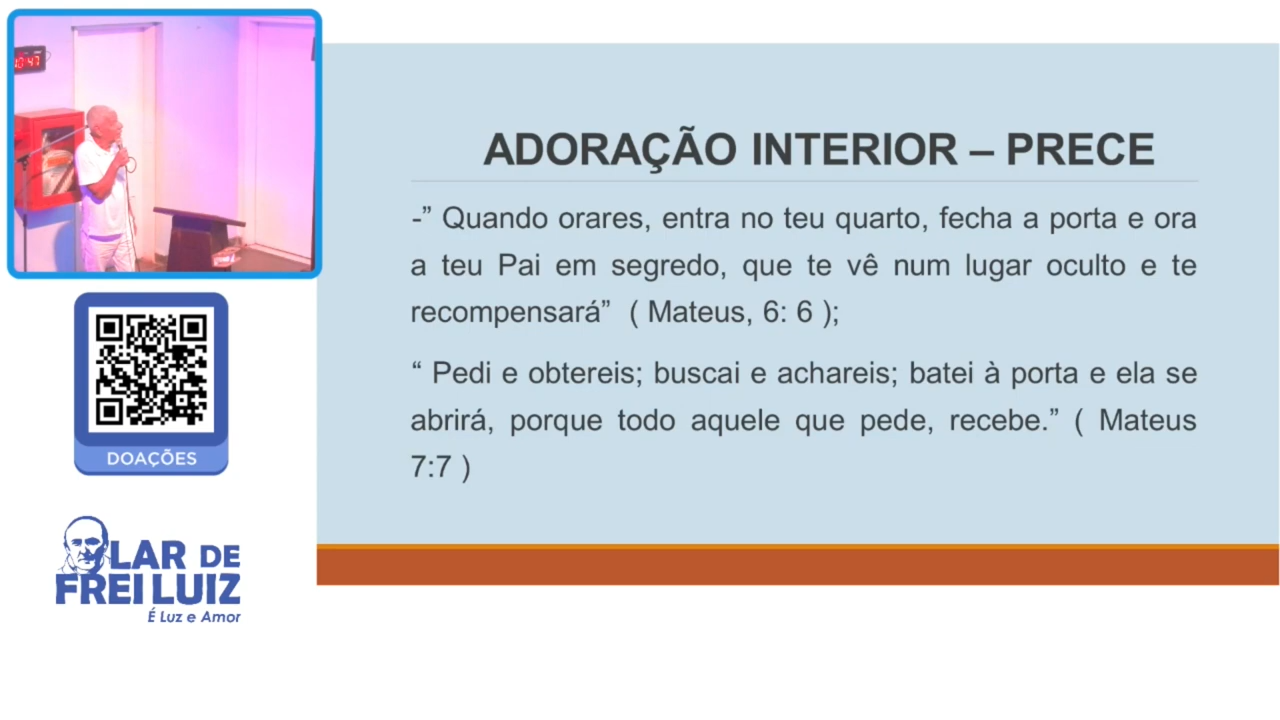 ADORAÇÃO INTERIOR – PRECE
-” Quando orares, entra no teu quarto, fecha a porta e ora
a teu Pai em segredo, que te vê num lugar oculto e te
recompensará” ( Mateus, 6: 6 );
“ Pedi e obtereis; buscai e achareis; batei à porta e ela se
abrirá, porque todo aquele que pede, recebe.” ( Mateus
7:7 )
DOAÇÕES
LAR DE
FREI LUIZ
É Luz e Amor